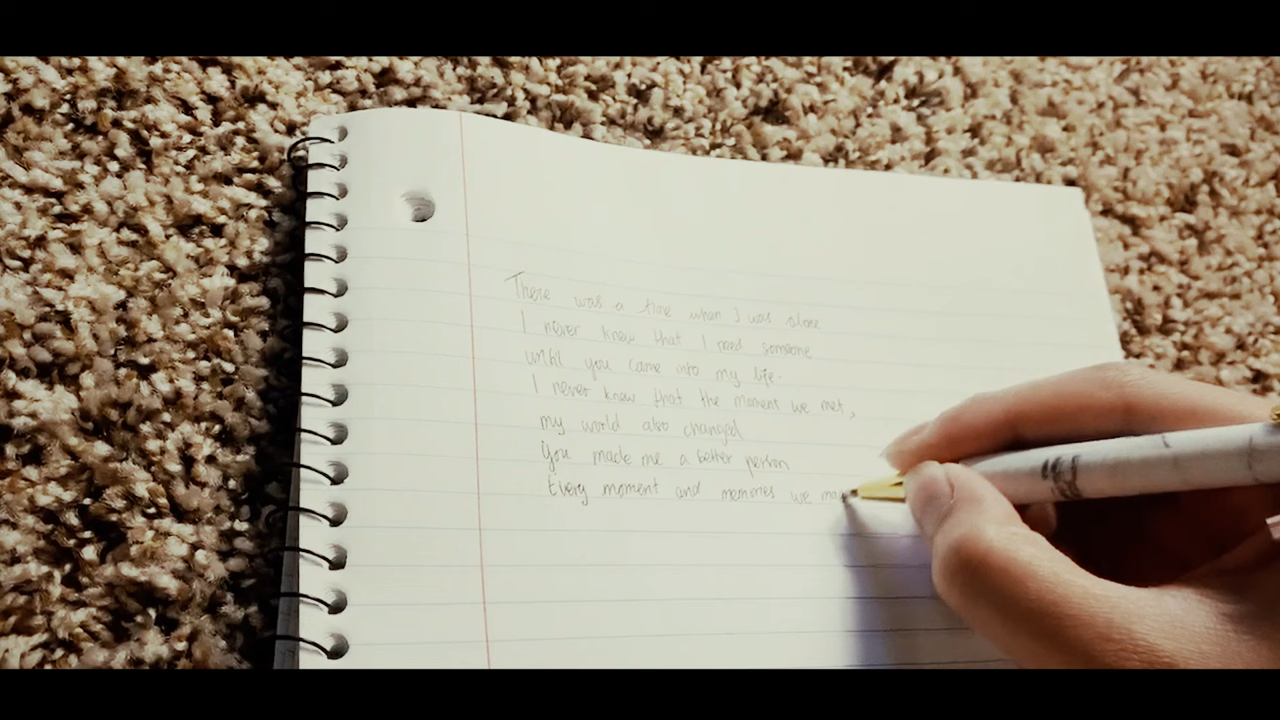 There was a time when I was alone
I never knew that I need someone
until you came into my life.
I never knew that the moment we met,
my world also changed
You made me a better person
Every moment and memories we ma